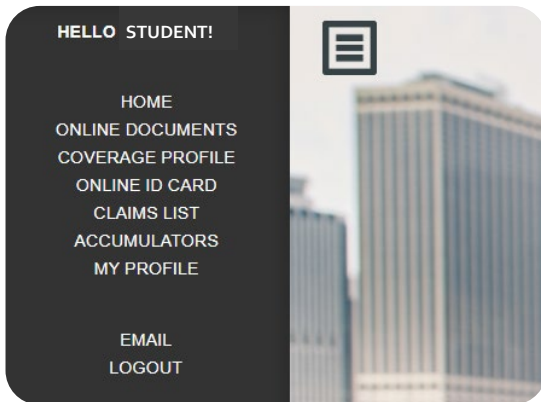 HELLO STUDENT!
HOME
ONLINE DOCUMENTS
COVERAGE PROFILE
ONLINE ID CARD
CLAIMS LIST
ACCUMULATORS
MY PROFILE
EMAIL
LOGOUT